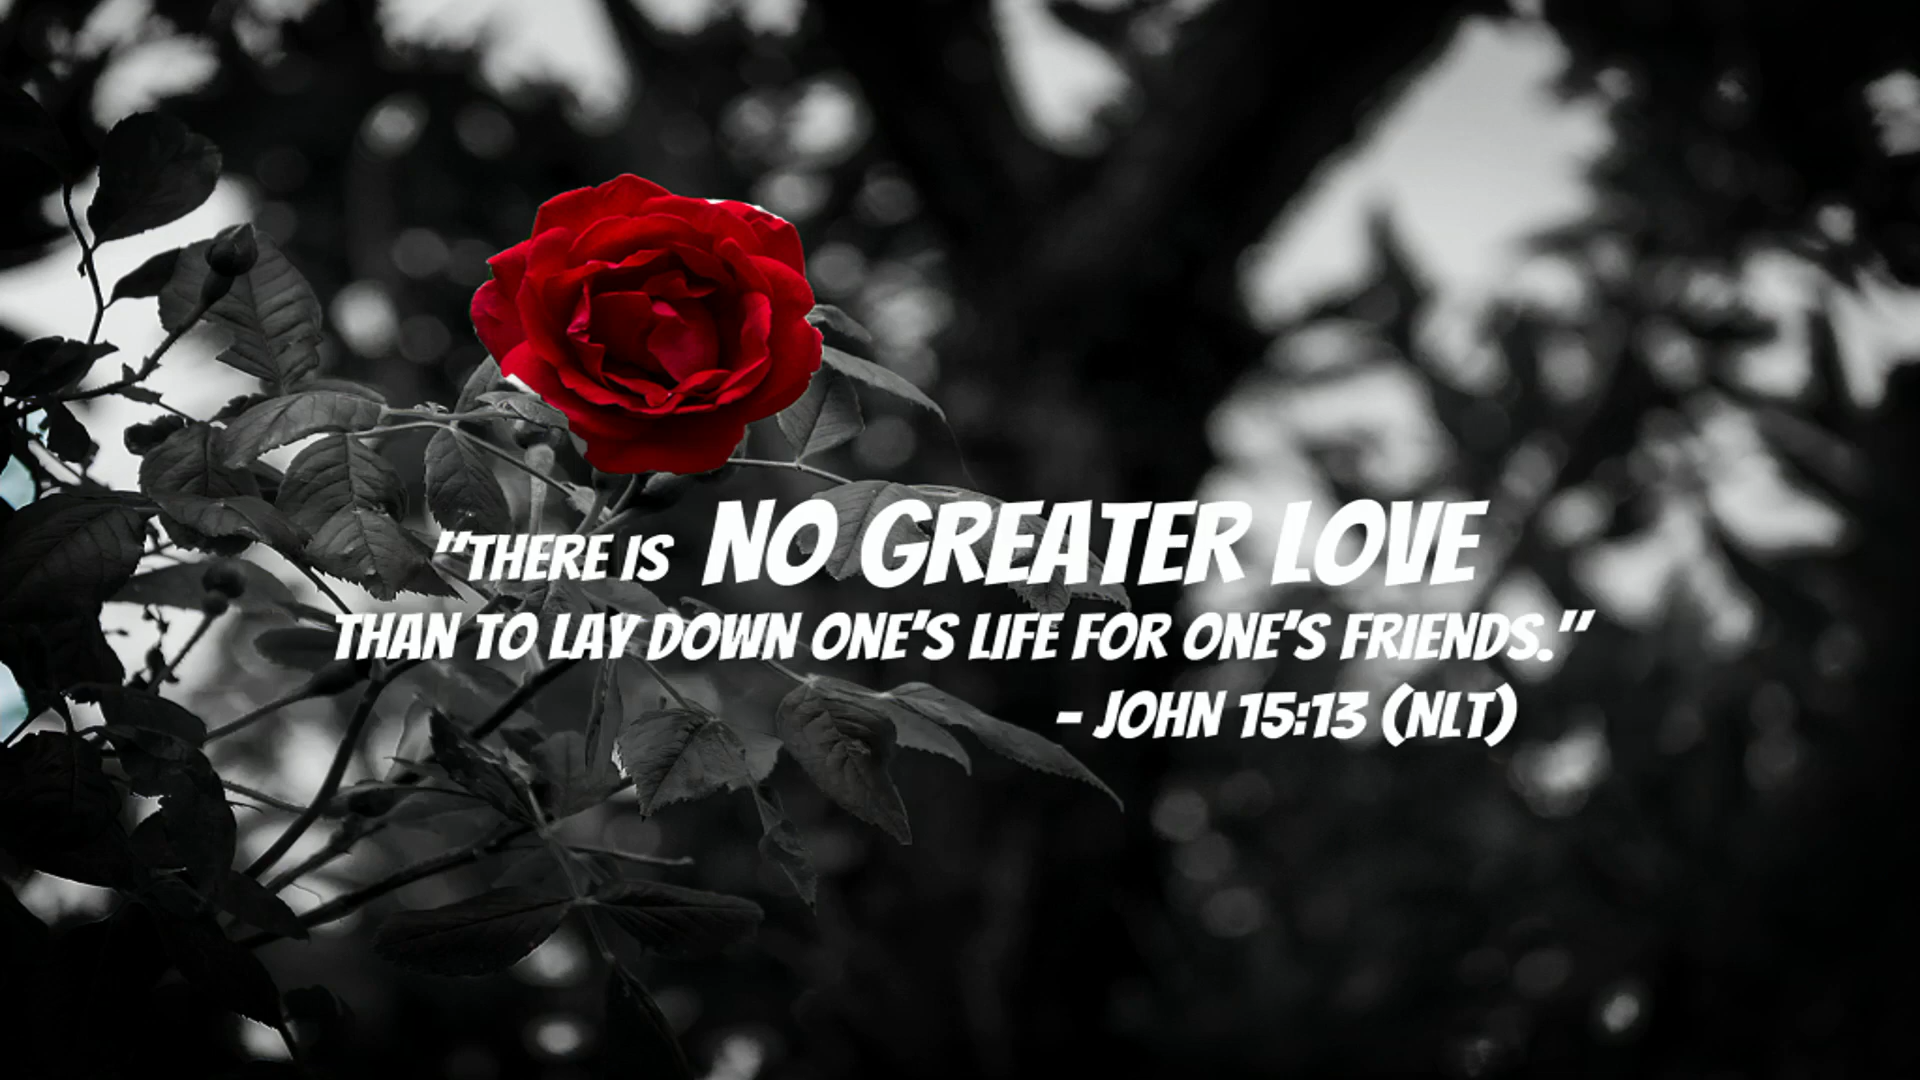 "THERE IS NO GREATER LOVE
THAN TO LAY DOWN ONE'S LIFE FOR ONE'S FRIENDS."
- JOHN 15:13 (NLT)